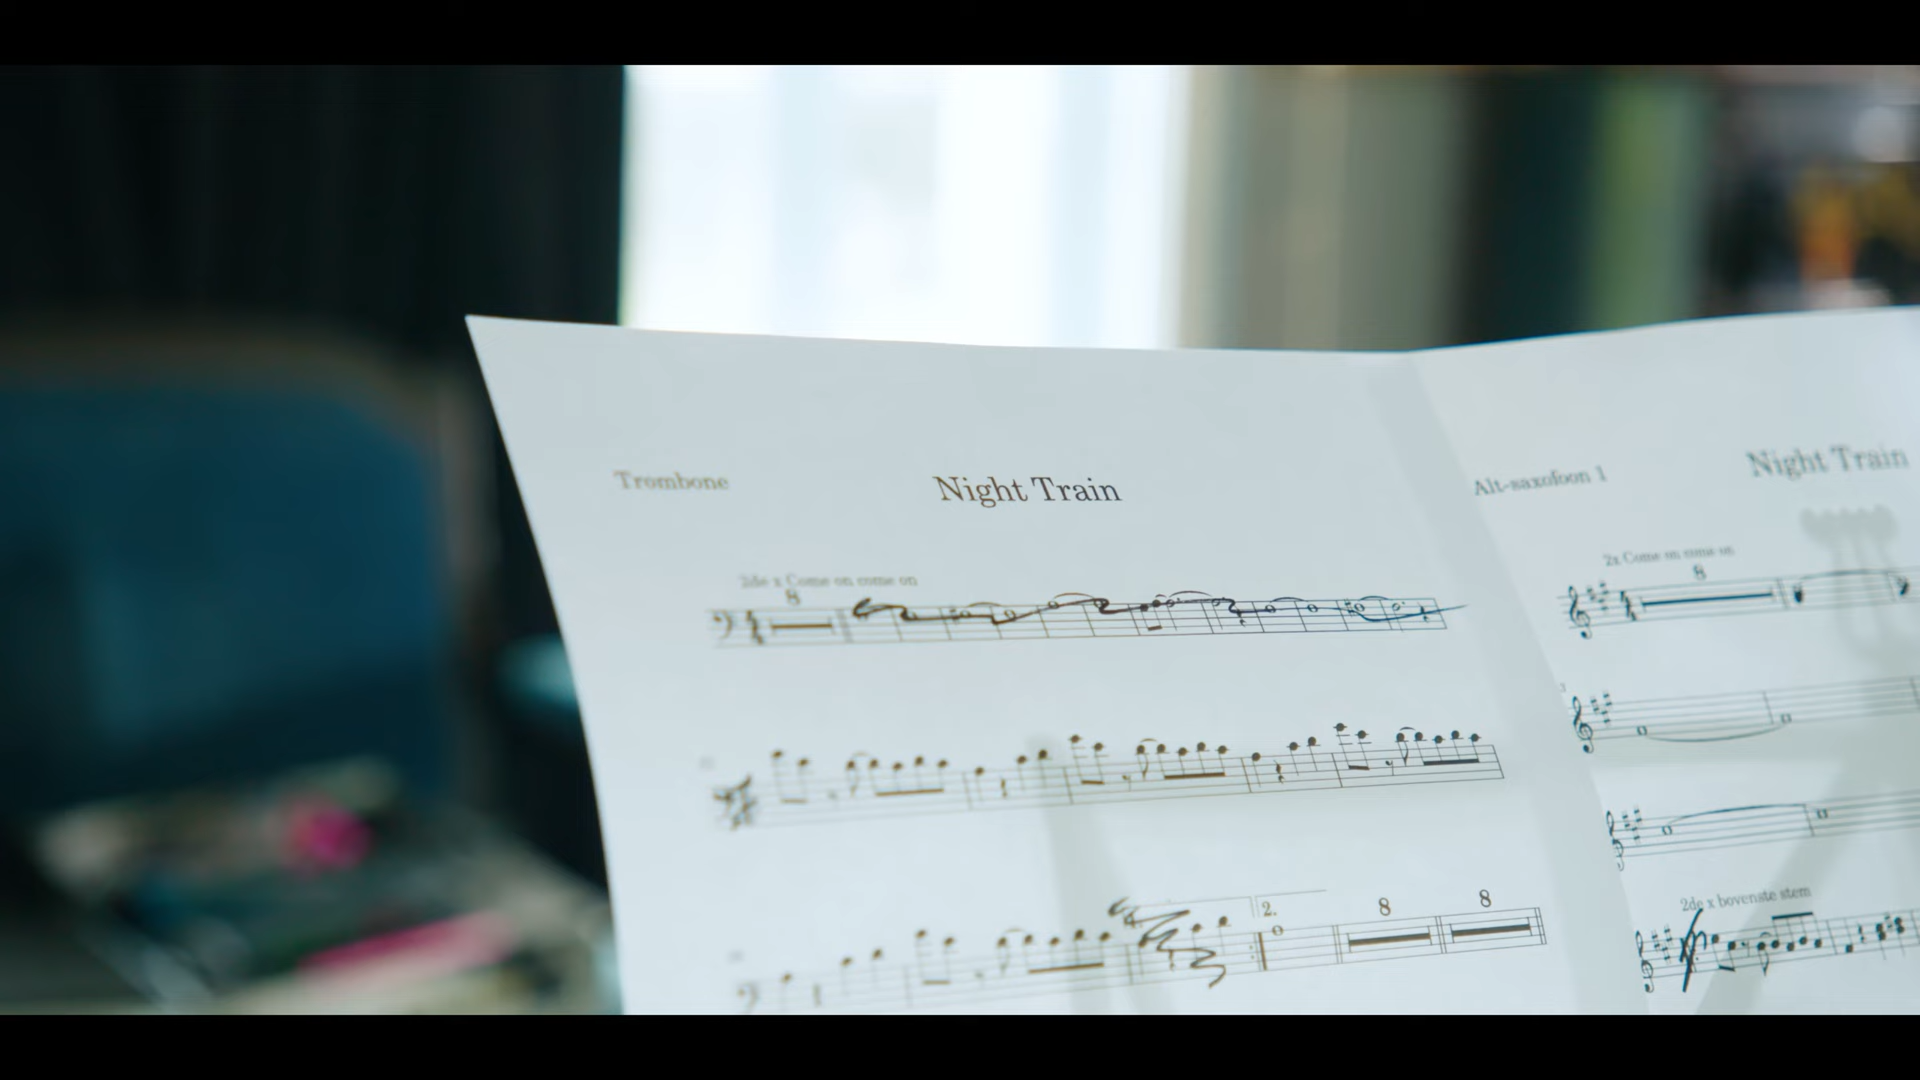 Trombone
Night Train
2de x Come on come on
8
2.
8
8
Alt-saxofoon 1
Night Train
2x Come on come on
8
2de x bovenste stem